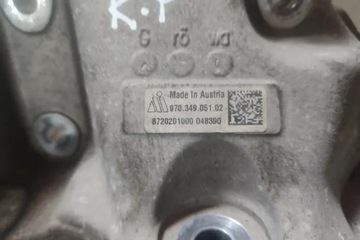 K.T
G rö wa
Made In Austria
970.349.051.02
8720201000 048390